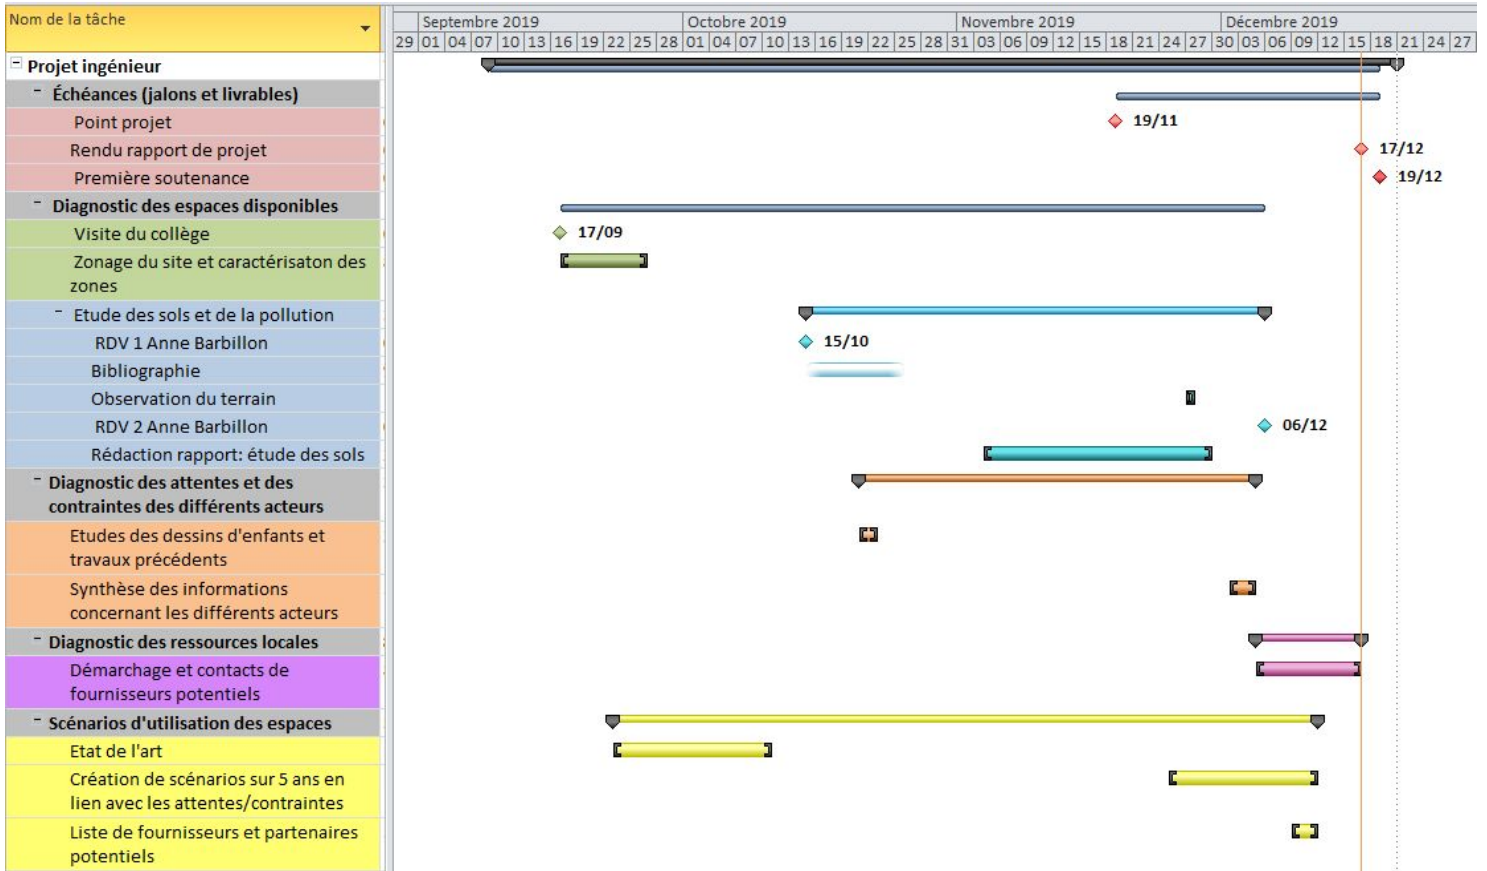 Nom de la tâche
Septembre 2019 Octobre 2019 Novembre 2019 Décembre 2019
29 01 04 07 10 13 16 19 22 25 28 01 04 07 10 13 16 19 22 25 28 31 03 06 09 12 15 18 21 24 27 30 03 06 09 12 15 18 21 24 27
Projet ingénieur
Échéances (jalons et livrables)
Point projet
19/11
Rendu rapport de projet
17/12
Première soutenance
19/12
Diagnostic des espaces disponibles
Visite du collège
17/09
Zonage du site et caractérisaton des
zones
Etude des sols et de la pollution
RDV 1 Anne Barbillon
15/10
Bibliographie
Observation du terrain
RDV 2 Anne Barbillon
06/12
Rédaction rapport: étude des sols
Diagnostic des attentes et des
contraintes des différents acteurs
Etudes des dessins d'enfants et
travaux précédents
Synthèse des informations
concernant les différents acteurs
Diagnostic des ressources locales
Démarchage et contacts de
fournisseurs potentiels
Scénarios d'utilisation des espaces
Etat de l'art
Création de scénarios sur 5 ans en
lien avec les attentes/contraintes
Liste de fournisseurs et partenaires
potentiels